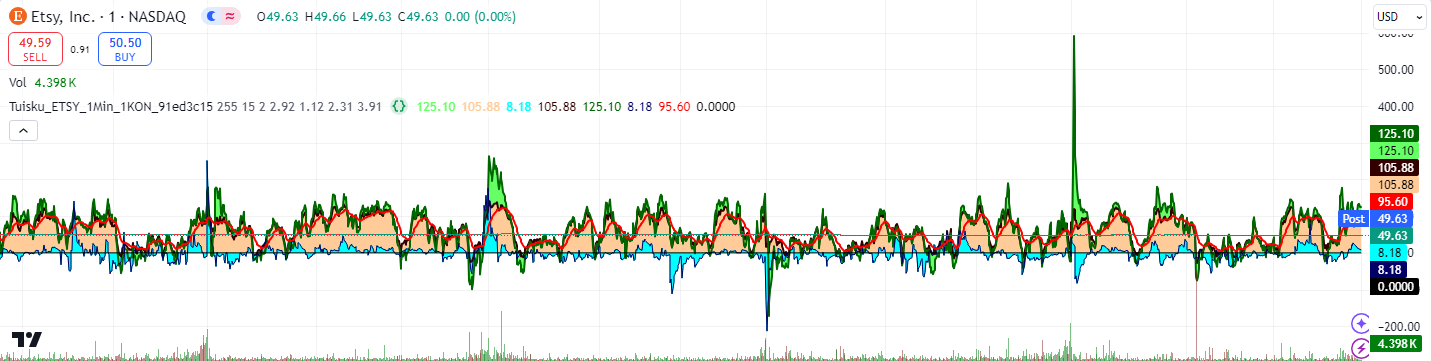 Etsy, Inc. · 1 · NASDAQ O49.63 H49.66 L49.63 C49.63 0.00 (0.00%)
USD
49.59
SELL
0.91
50.50
BUY
Vol 4.398 K
Tuisku_ETSY_1Min_1KON_91ed3c15 255 15 2 2.92 1.12 2.31 3.91 {} 125.10 105.88 8.18 105.88 125.10 8.18 95.60 0.0000
500.00
400.00
125.10
125.10
105.88
105.88
95.60
Post 49.63
49.63
8.18
8.18
0.0000
−200.00
4.398 K